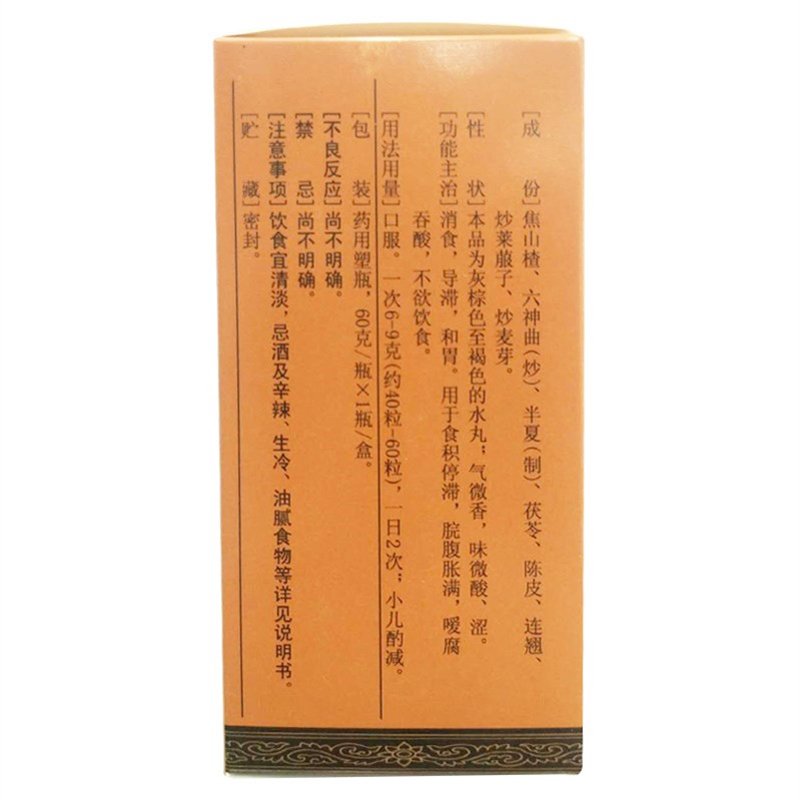 [成 份]焦山楂、六神曲(炒)、半夏(制)、茯苓、陈皮、连翘、
炒莱菔子、炒麦芽。
[性 状]本品为灰棕色至褐色的水丸；气微香，味微酸、涩。
[功能主治]消食，导滞，和胃。用于食积停滞，脘腹胀满，嗳腐
吞酸，不欲饮食。
[用法用量]口服。一次6-9克(约40粒-60粒)，一日2次；小儿酌减。
[包 装]药用塑瓶，60克/瓶×1瓶/盒。
[不良反应]尚不明确。
[禁 忌]尚不明确。
[注意事项]饮食宜清淡，忌酒及辛辣、生冷、油腻食物等详见说明书。
[贮 藏]密封。